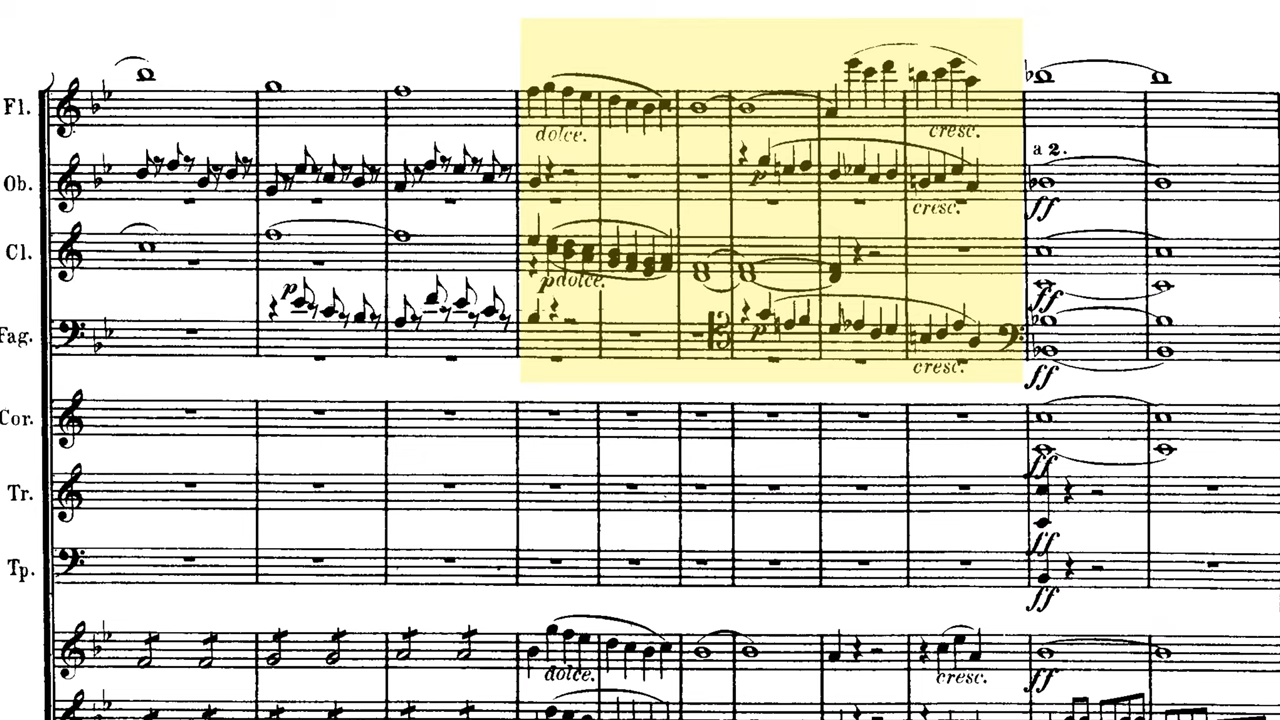 Fl.
dolce.
cresc.
a 2.
Ob.
p
cresc.
ff
Cl.
p dolce.
ff
p
Fag.
p
cresc.
ff
Cor.
ff
Tr.
ff
Tp.
ff
dolce.
cresc.
ff